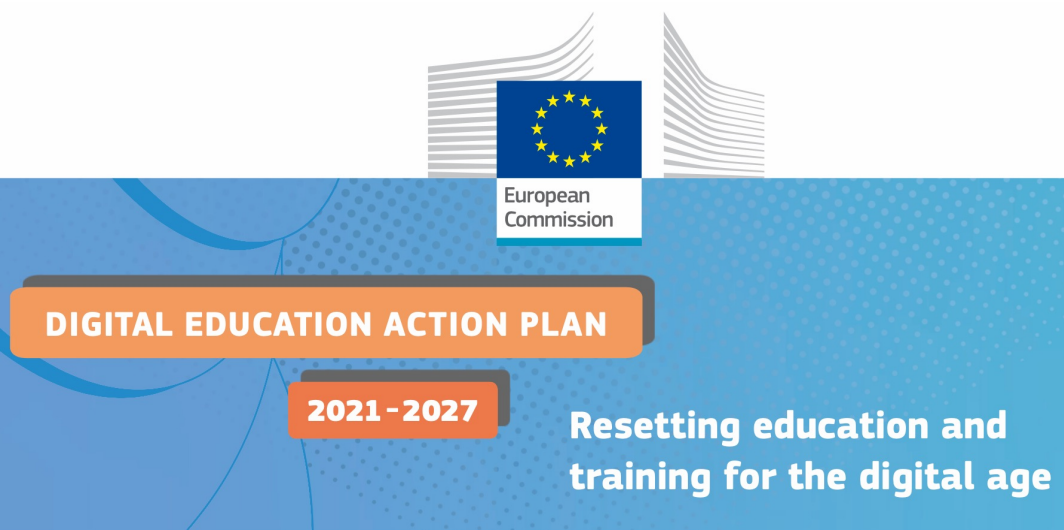 European
Commission
DIGITAL EDUCATION ACTION PLAN
2021-2027
Resetting education and
training for the digital age